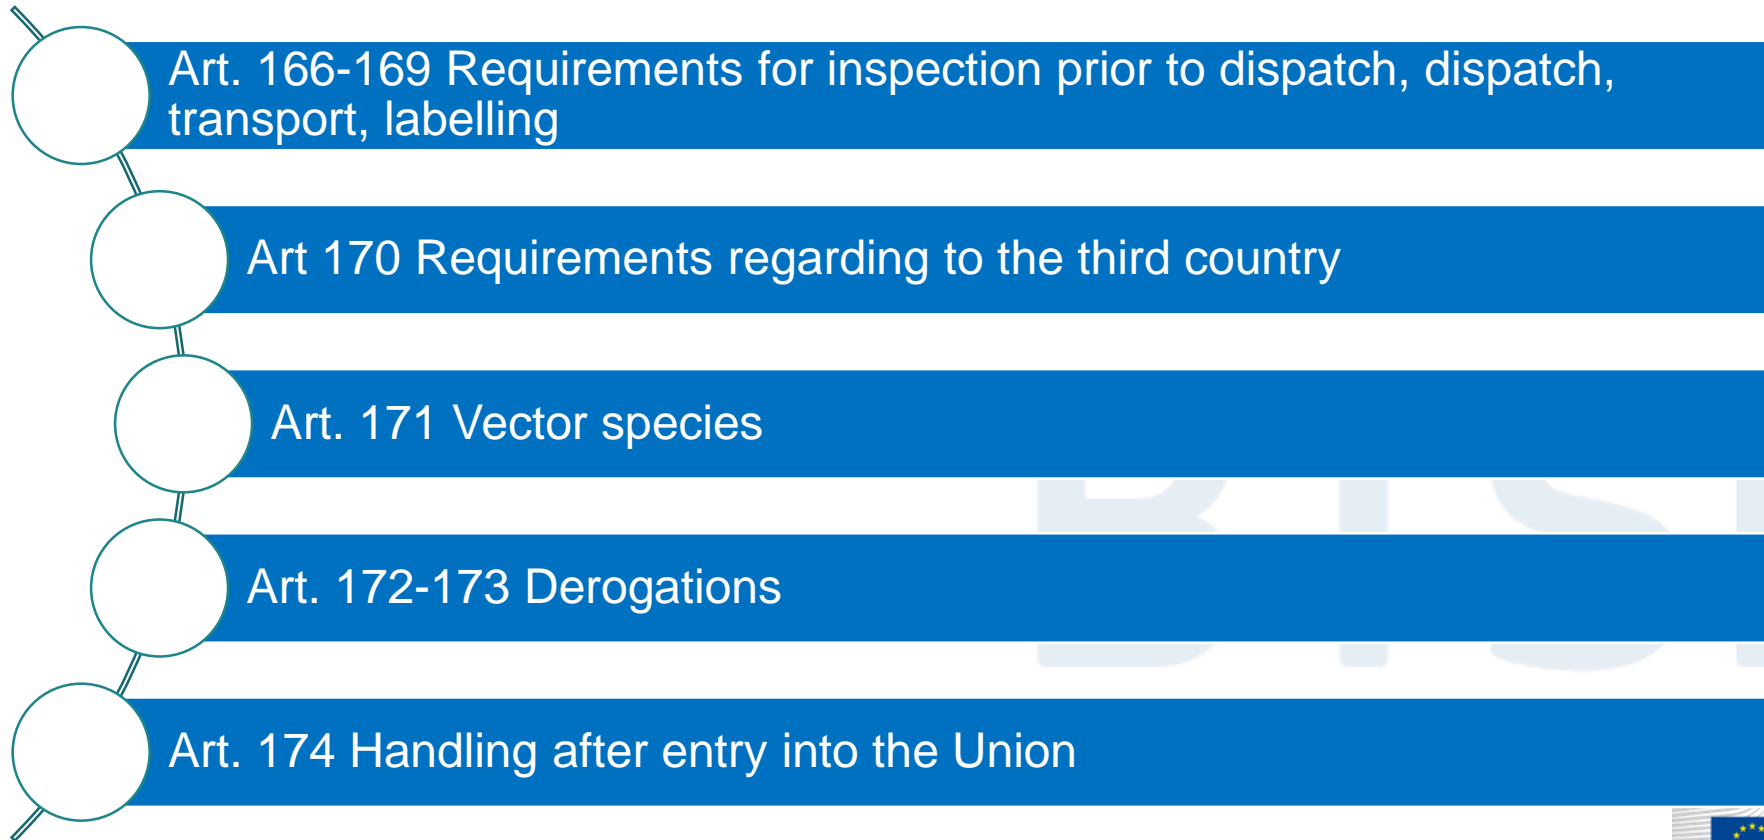 Art. 166-169 Requirements for inspection prior to dispatch, dispatch,
transport, labelling
Art 170 Requirements regarding to the third country
Art. 171 Vector species
Art. 172-173 Derogations
Art. 174 Handling after entry into the Union